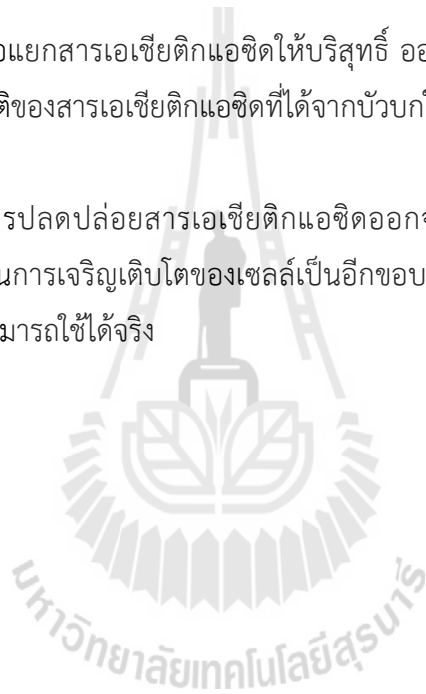 อแยกสารเอเชียติกแอซิดให้บริสุทธิ์ ออ
ติของสารเอเชียติกแอซิดที่ได้จากบัวบกใ
รปลดปล่อยสารเอเชียติกแอซิดออกจ
นการเจริญเติบโตของเซลล์เป็นอีกขอบ
มารถใช้ได้จริง
มหาวิทยาลัยเทคโนโลยีสุรนารี